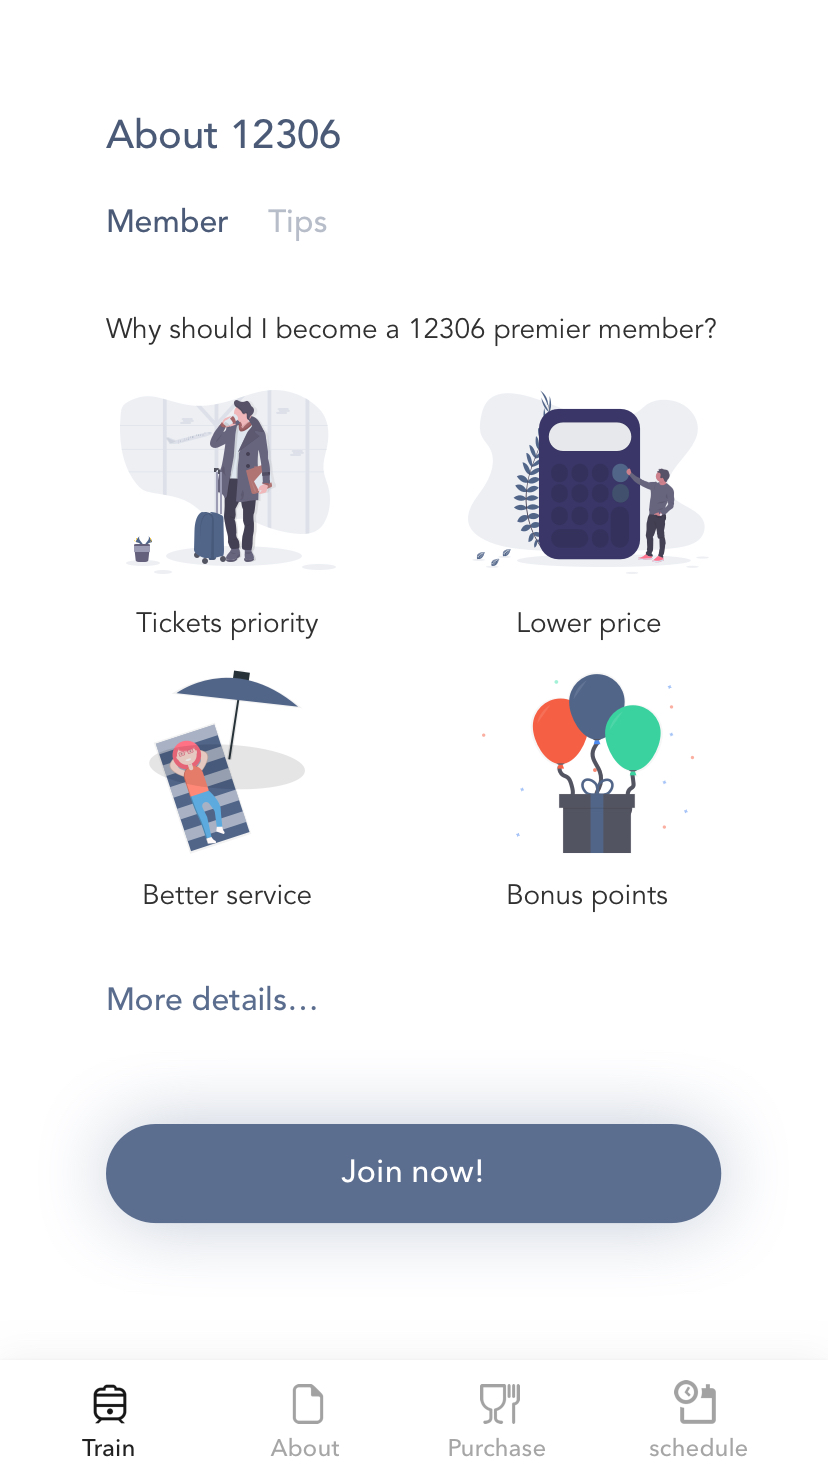 About 12306
Member Tips
Why should I become a 12306 premier member?
Tickets priority Lower price
Better service Bonus points
More details...
Join now!
Train About Purchase schedule